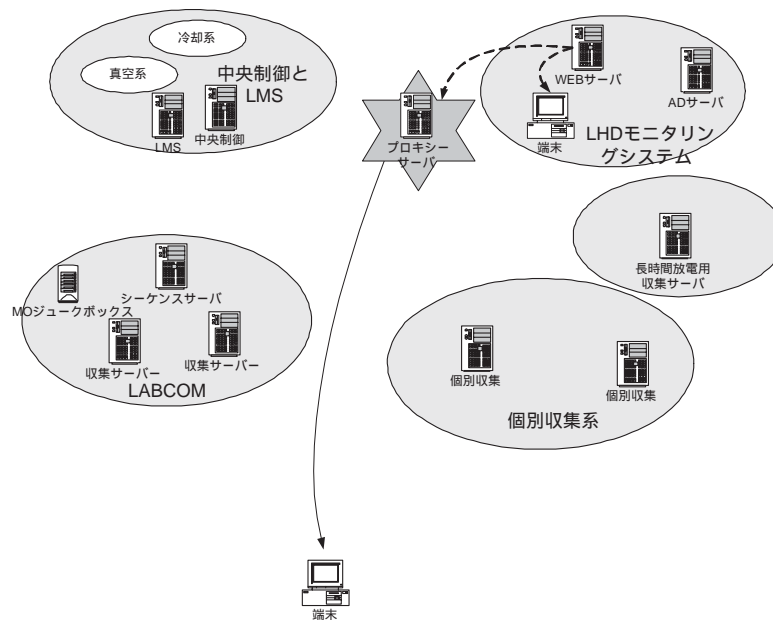 冷却系
真空系
中央制御と
LMS
LMS
中央制御
プロキシー
サーバ
WEBサーバ
ADサーバ
端末
LHDモニタリン
グシステム
長時間放電用
収集サーバ
MOジュークボックス
シーケンスサーバ
収集サーバー
収集サーバー
LABCOM
個別収集
個別収集
個別収集系
端末